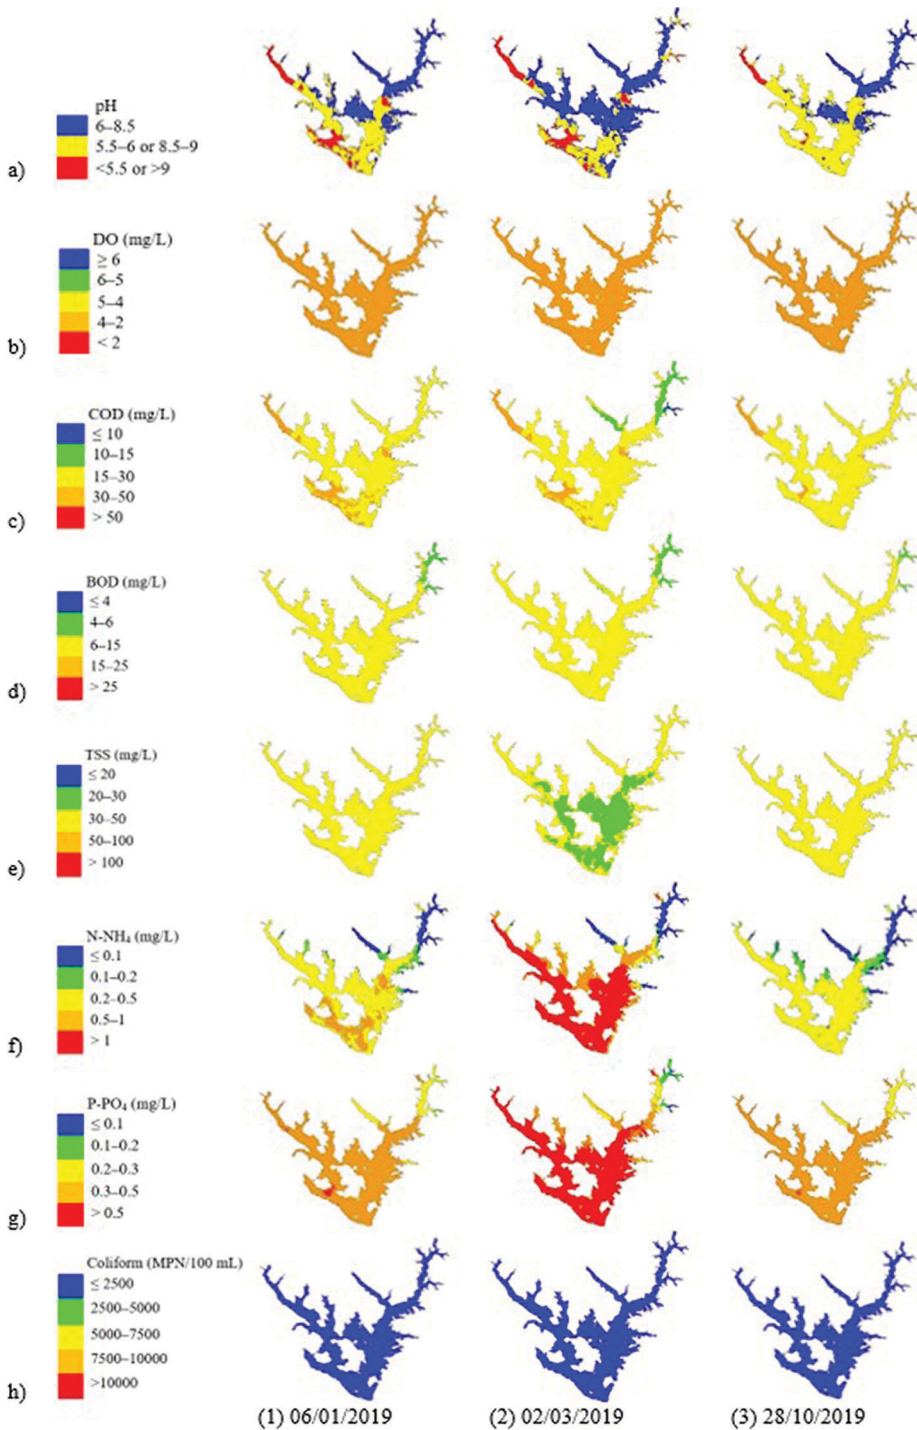 pH
6–8.5
5.5–6 or 8.5–9
<5.5 or >9
a)
DO (mg/L)
≥ 6
6–5
5–4
4–2
< 2
b)
COD (mg/L)
≤ 10
10–15
15–30
30–50
> 50
c)
BOD (mg/L)
≤ 4
4–6
6–15
15–25
> 25
d)
TSS (mg/L)
≤ 20
20–30
30–50
50–100
> 100
e)
N-NH₄ (mg/L)
≤ 0.1
0.1–0.2
0.2–0.5
0.5–1
> 1
f)
P-PO₄ (mg/L)
≤ 0.1
0.1–0.2
0.2–0.3
0.3–0.5
> 0.5
g)
Coliform (MPN/100 mL)
≤ 2500
2500–5000
5000–7500
7500–10000
>10000
h)
(1) 06/01/2019 (2) 02/03/2019 (3) 28/10/2019